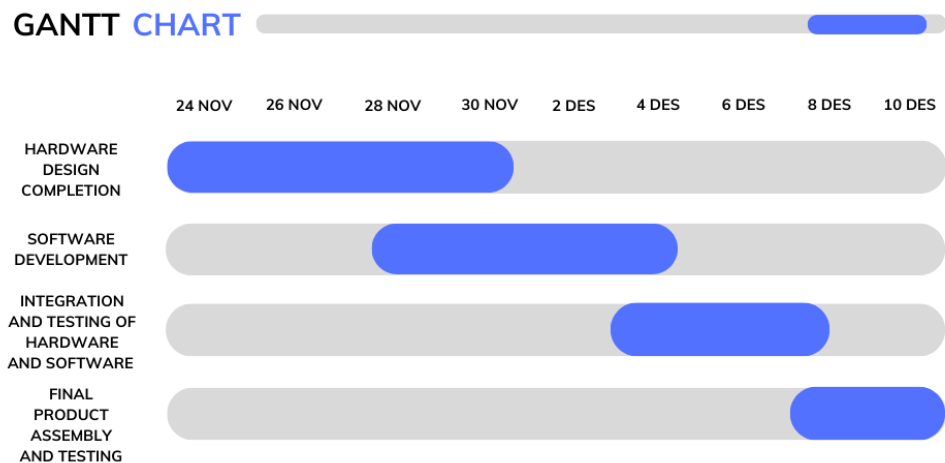 GANTT CHART
24 NOV 26 NOV 28 NOV 30 NOV 2 DES 4 DES 6 DES 8 DES 10 DES
HARDWARE
DESIGN
COMPLETION
SOFTWARE
DEVELOPMENT
INTEGRATION
AND TESTING OF
HARDWARE
AND SOFTWARE
FINAL
PRODUCT
ASSEMBLY
AND TESTING